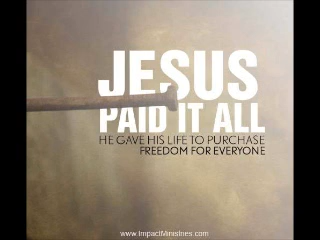 JESUS
PAID IT ALL
HE GAVE HIS LIFE TO PURCHASE
FREEDOM FOR EVERYONE
www.ImpactMinistries.com